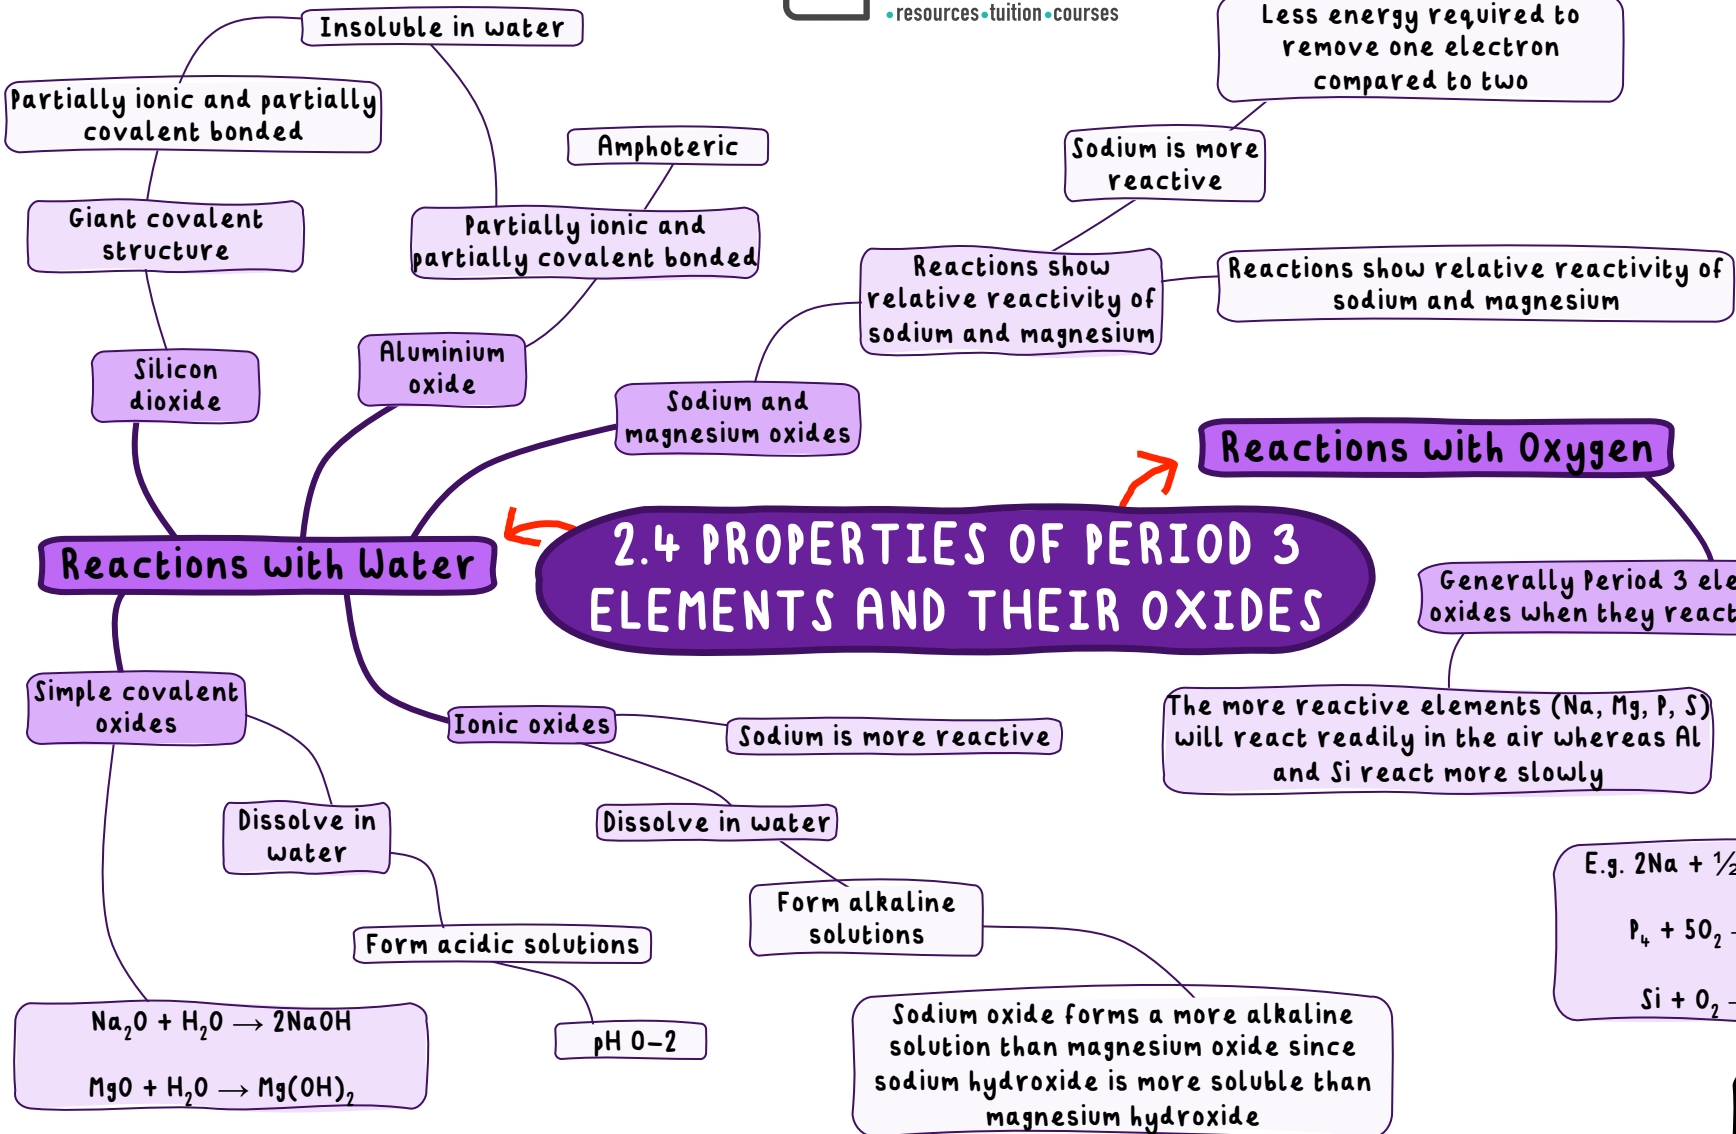 Insoluble in water
•resources•tuition•courses
Less energy required to
remove one electron
compared to two
Partially ionic and partially
covalent bonded
Amphoteric
Sodium is more
reactive
Giant covalent
structure
Partially ionic and
partially covalent bonded
Reactions show
relative reactivity of
sodium and magnesium
Reactions show relative reactivity of
sodium and magnesium
Silicon
dioxide
Aluminium
oxide
Sodium and
magnesium oxides
Reactions with Oxygen
Reactions with Water
2.4 PROPERTIES OF PERIOD 3
ELEMENTS AND THEIR OXIDES
Generally Period 3 ele
oxides when they react
Simple covalent
oxides
Ionic oxides
Sodium is more reactive
The more reactive elements (Na, Mg, P, S)
will react readily in the air whereas Al
and Si react more slowly
Dissolve in
water
Dissolve in water
E.g. 2Na + ½
Form alkaline
solutions
P₄ + 5O₂
Form acidic solutions
Si + O₂
Na₂O + H₂O → 2NaOH
MgO + H₂O → Mg(OH)₂
pH 0–2
Sodium oxide forms a more alkaline
solution than magnesium oxide since
sodium hydroxide is more soluble than
magnesium hydroxide